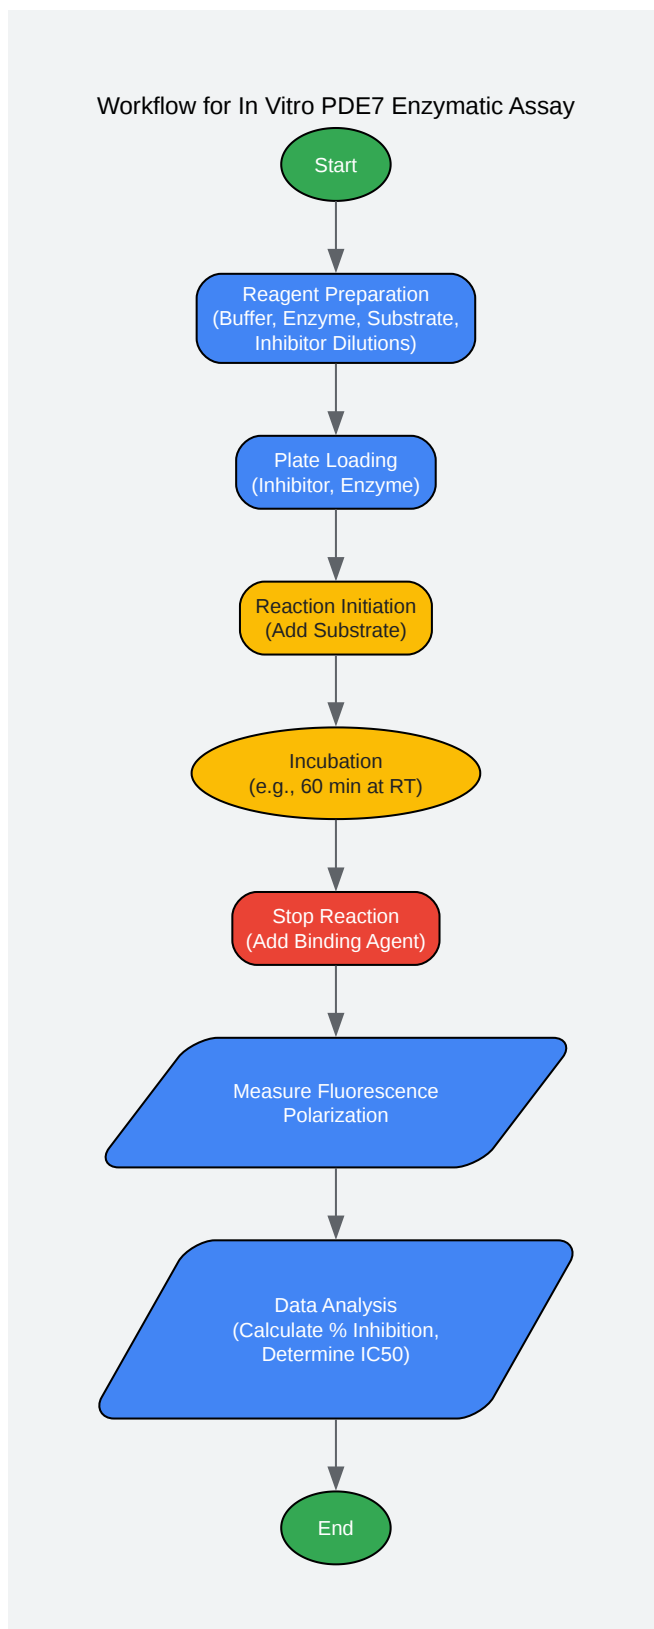 Workflow for In Vitro PDE7 Enzymatic Assay
Start
Reagent Preparation
(Buffer, Enzyme, Substrate,
Inhibitor Dilutions)
Plate Loading
(Inhibitor, Enzyme)
Reaction Initiation
(Add Substrate)
Incubation
(e.g., 60 min at RT)
Stop Reaction
(Add Binding Agent)
Measure Fluorescence
Polarization
Data Analysis
(Calculate % Inhibition,
Determine IC50)
End